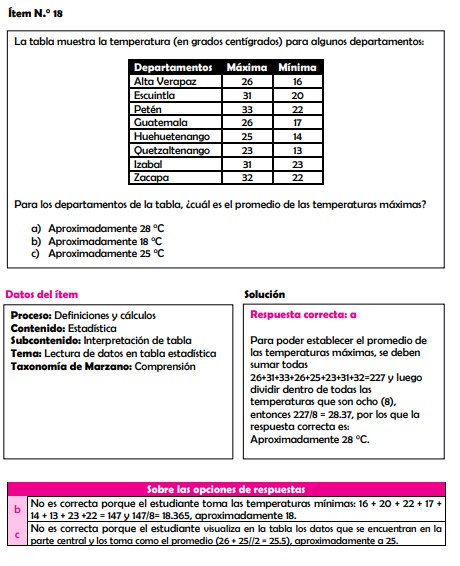 Ítem N.° 18
La tabla muestra la temperatura (en grados centígrados) para algunos departamentos:
Departamentos Máxima Mínima
Alta Verapaz 26 16
Escuintla 31 20
Petén 33 22
Guatemala 26 17
Huehuetenango 25 14
Quetzaltenango 23 13
Izabal 31 23
Zacapa 32 22
Para los departamentos de la tabla, ¿cuál es el promedio de las temperaturas máximas?
a) Aproximadamente 28 °C
b) Aproximadamente 18 °C
c) Aproximadamente 25 °C
Datos del ítem
Proceso: Definiciones y cálculos
Contenido: Estadística
Subcontenido: Interpretación de tabla
Tema: Lectura de datos en tabla estadística
Taxonomía de Marzano: Comprensión
Solución
Respuesta correcta: a
Para poder establecer el promedio de
las temperaturas máximas, se deben
sumar todas
26+31+33+26+25+23+31+32=227 y luego
dividir dentro de todas las
temperaturas que son ocho (8),
entonces 227/8 = 28.37, por los que la
respuesta correcta es:
Aproximadamente 28 °C.
Sobre las opciones de respuestas
b No es correcta porque el estudiante toma las temperaturas mínimas: 16 + 20 + 22 + 17 +
14 + 13 + 23 +22 = 147 y 147/8= 18.365, aproximadamente 18.
c No es correcta porque el estudiante visualiza en la tabla los datos que se encuentran en la
parte central y los toma como el promedio (26 + 25//2 = 25.5), aproximadamente a 25.